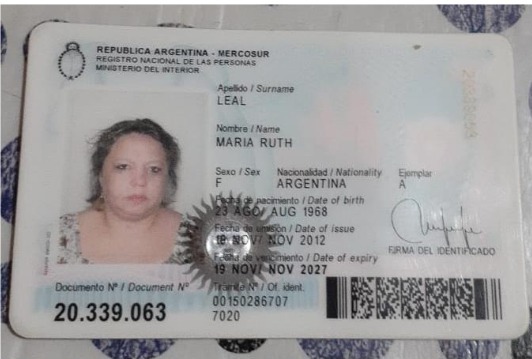 REPUBLICA ARGENTINA - MERCOSUR
REGISTRO NACIONAL DE LAS PERSONAS
MINISTERIO DEL INTERIOR
Apellido / Surname
LEAL
Nombre / Name
MARIA RUTH
Sexo / Sex Nacionalidad / Nationality Ejemplar
F ARGENTINA A
Fecha de nacimiento / Date of birth
23 AGO/ AUG 1968
Fecha de emisión / Date of issue
NOV/ NOV 2012
Fecha de vencimiento / Date of expiry
19 NOV/ NOV 2027
FIRMA DEL IDENTIFICADO
Documento Nº / Document Nº
20.339.063
Trámite Nº / Of. ident.
00150286707
7020